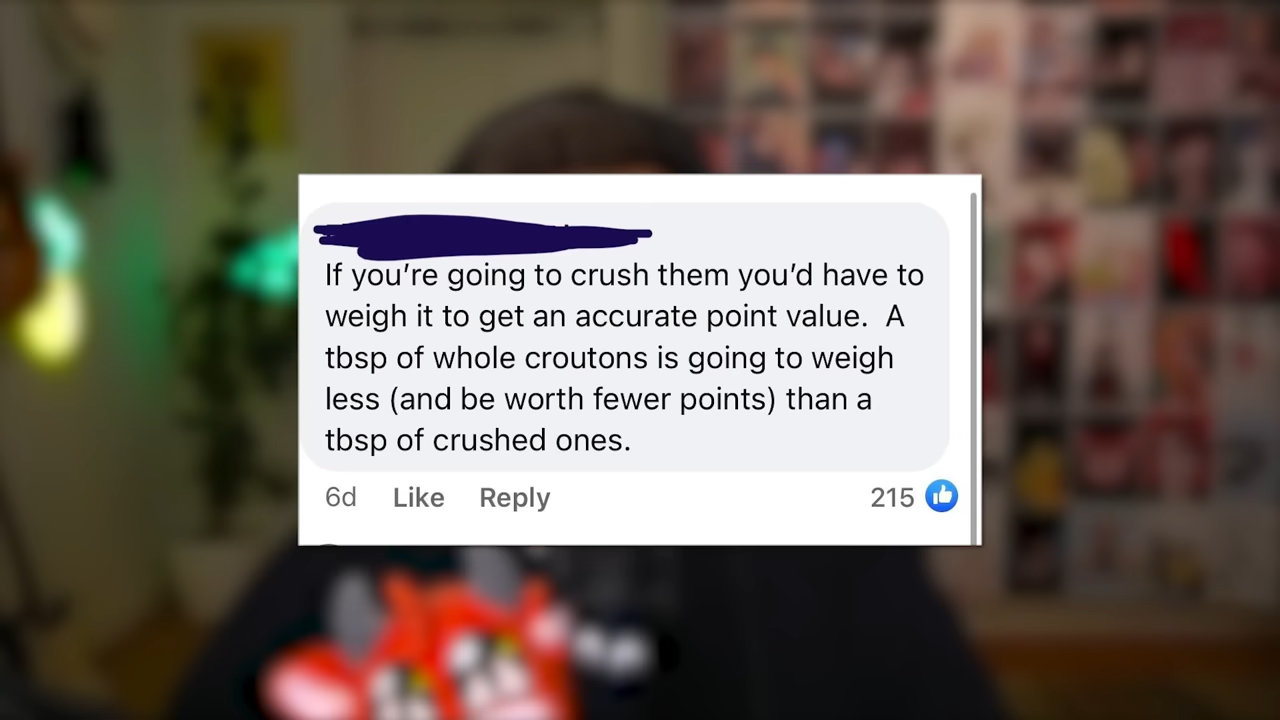 If you’re going to crush them you’d have to
weigh it to get an accurate point value.  A
tbsp of whole croutons is going to weigh
less (and be worth fewer points) than a
tbsp of crushed ones.
6d Like Reply 215